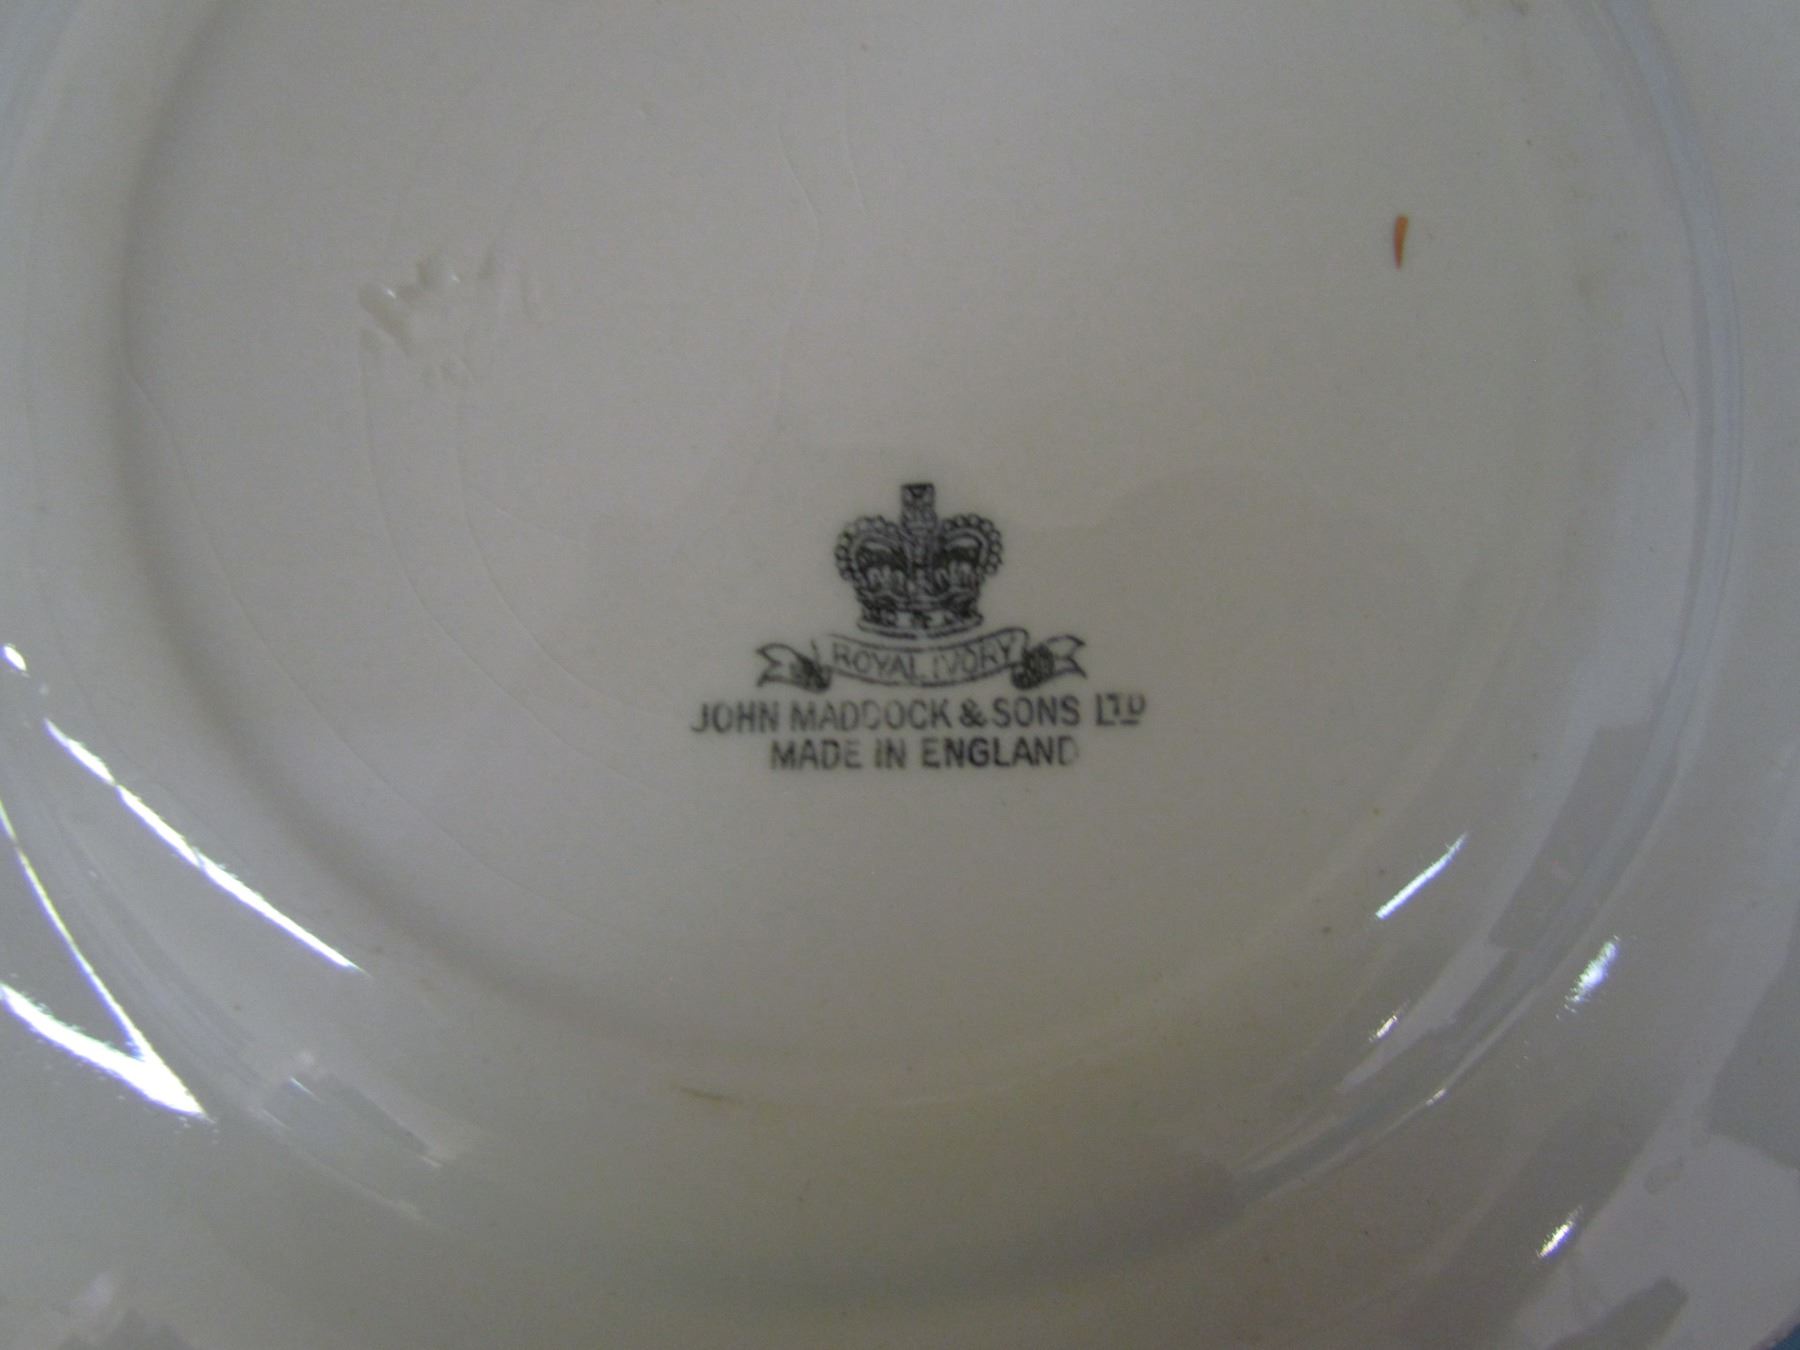 ROYAL IVORY
JOHN MADDOCK & SONS LTD
MADE IN ENGLAND